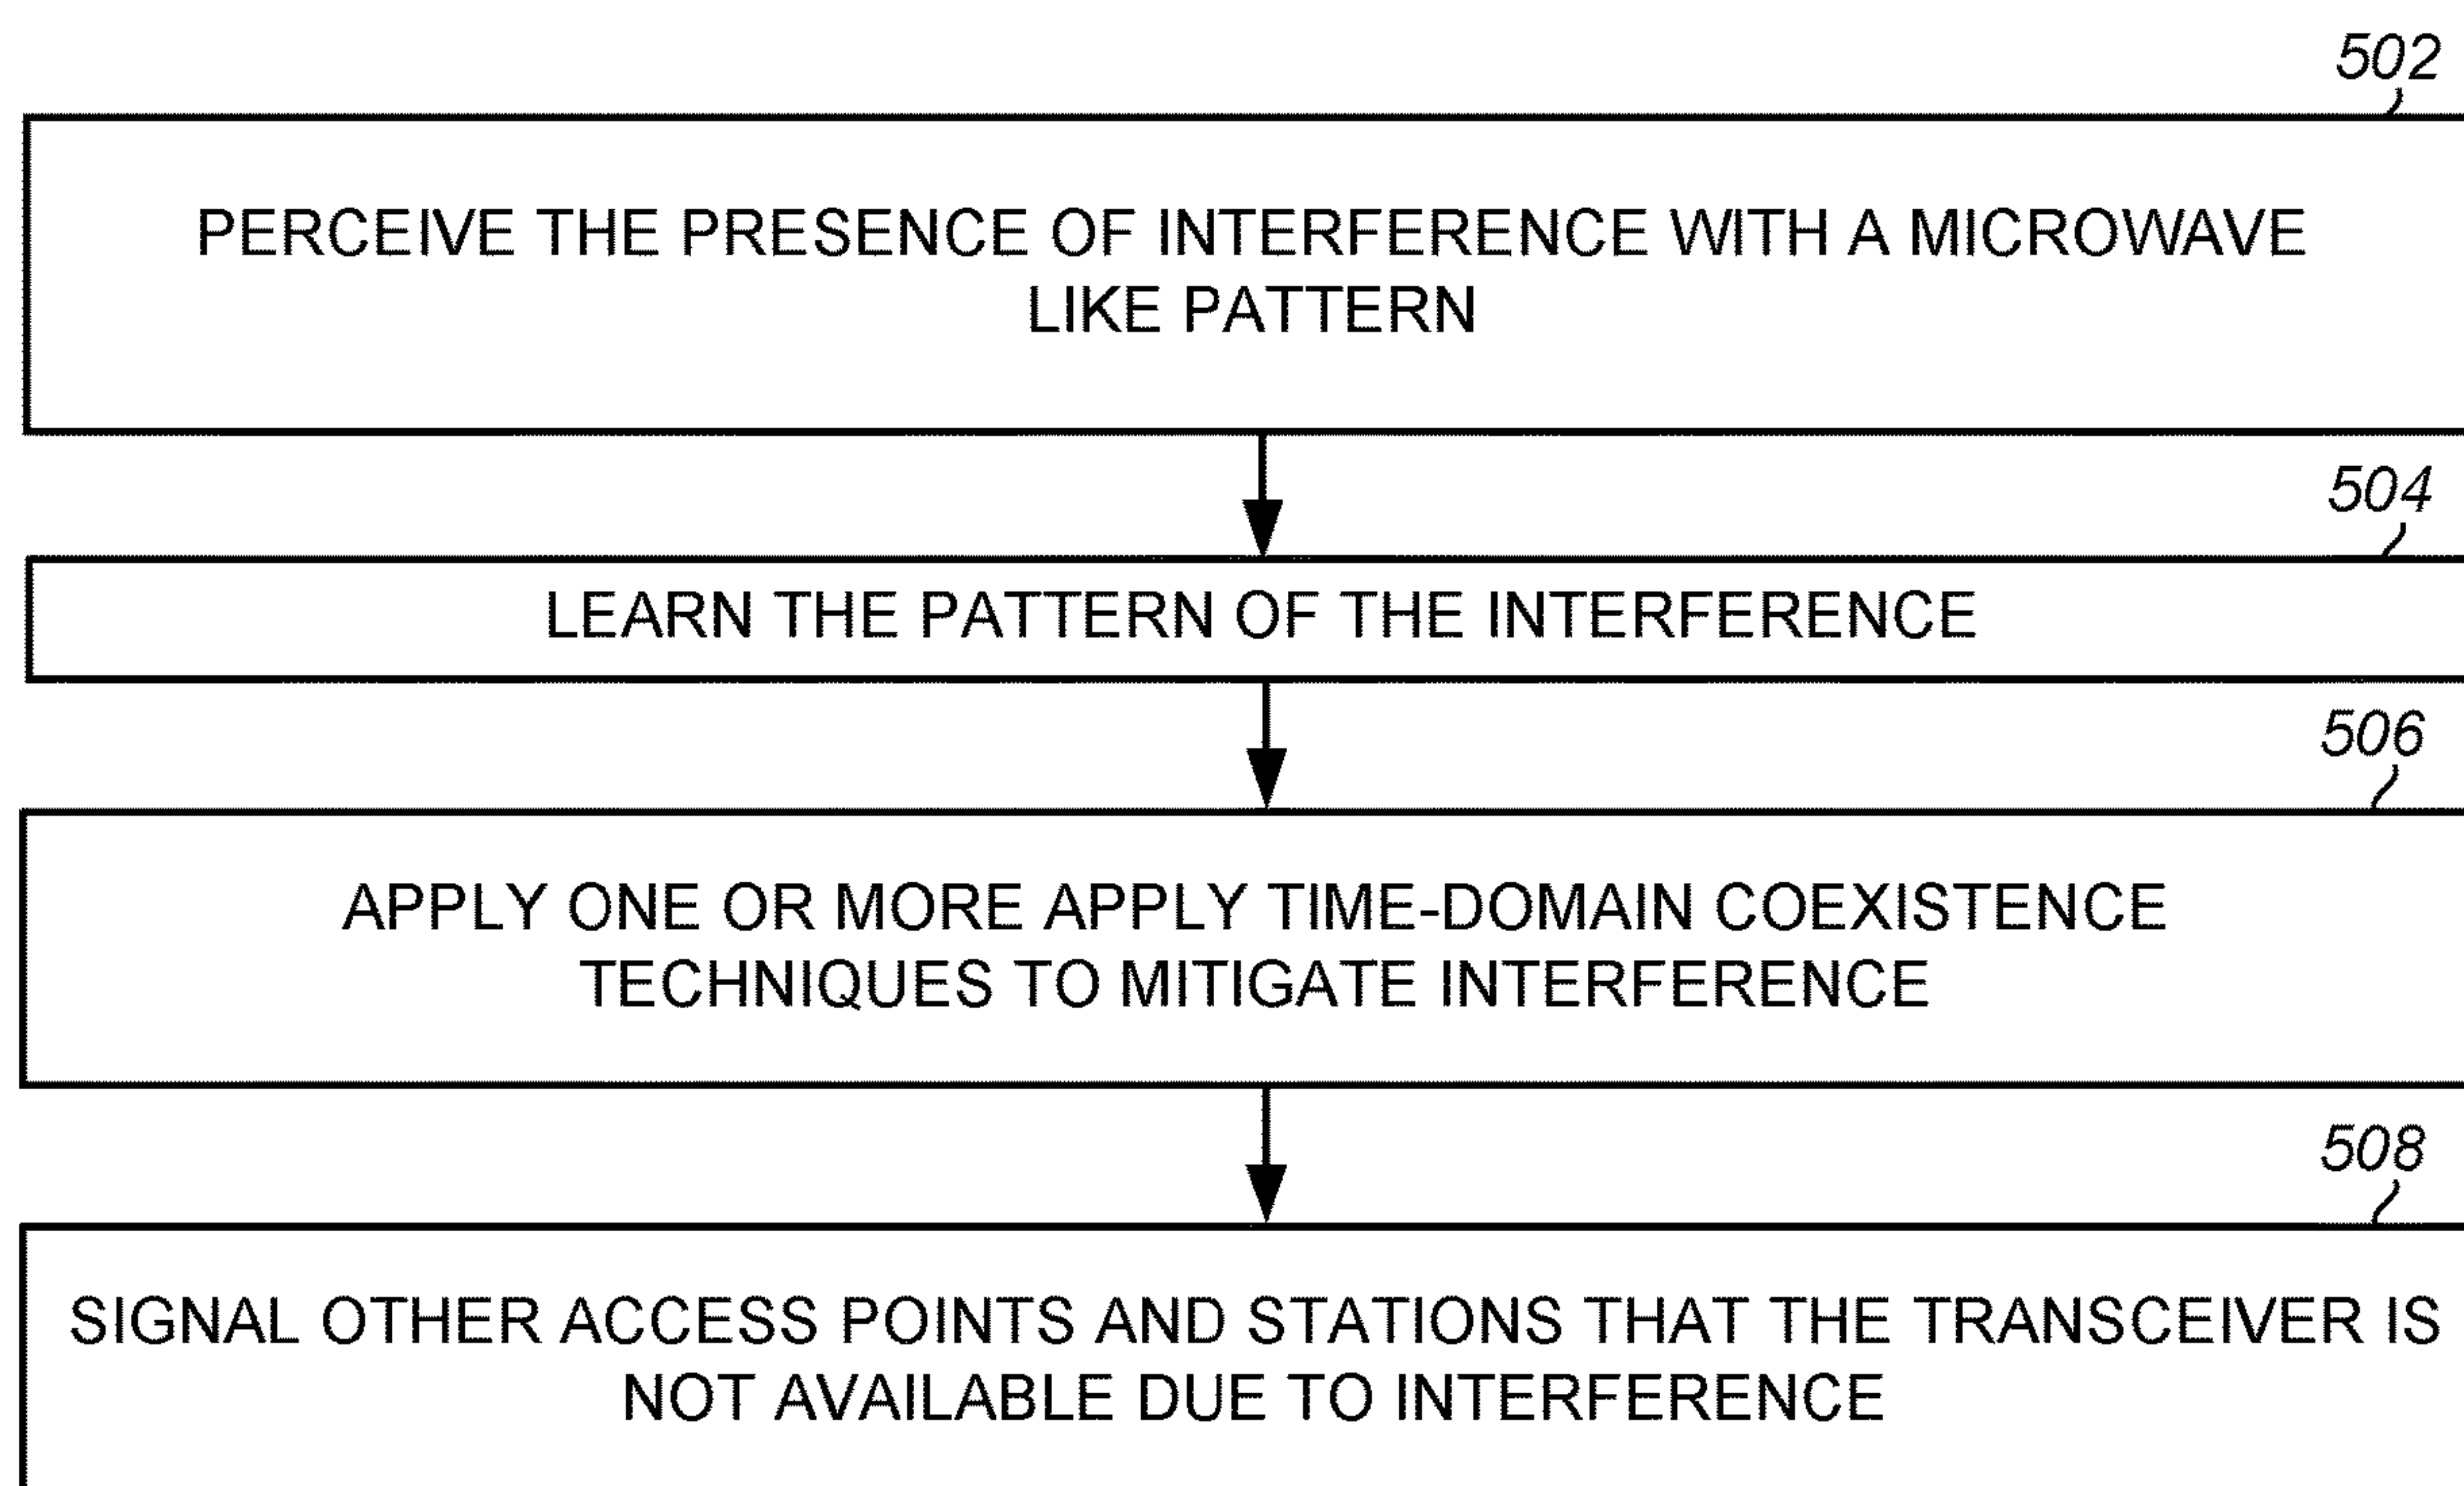 502
PERCEIVE THE PRESENCE OF INTERFERENCE WITH A MICROWAVE
LIKE PATTERN
504
LEARN THE PATTERN OF THE INTERFERENCE
506
APPLY ONE OR MORE APPLY TIME-DOMAIN COEXISTENCE
TECHNIQUES TO MITIGATE INTERFERENCE
508
SIGNAL OTHER ACCESS POINTS AND STATIONS THAT THE TRANSCEIVER IS
NOT AVAILABLE DUE TO INTERFERENCE